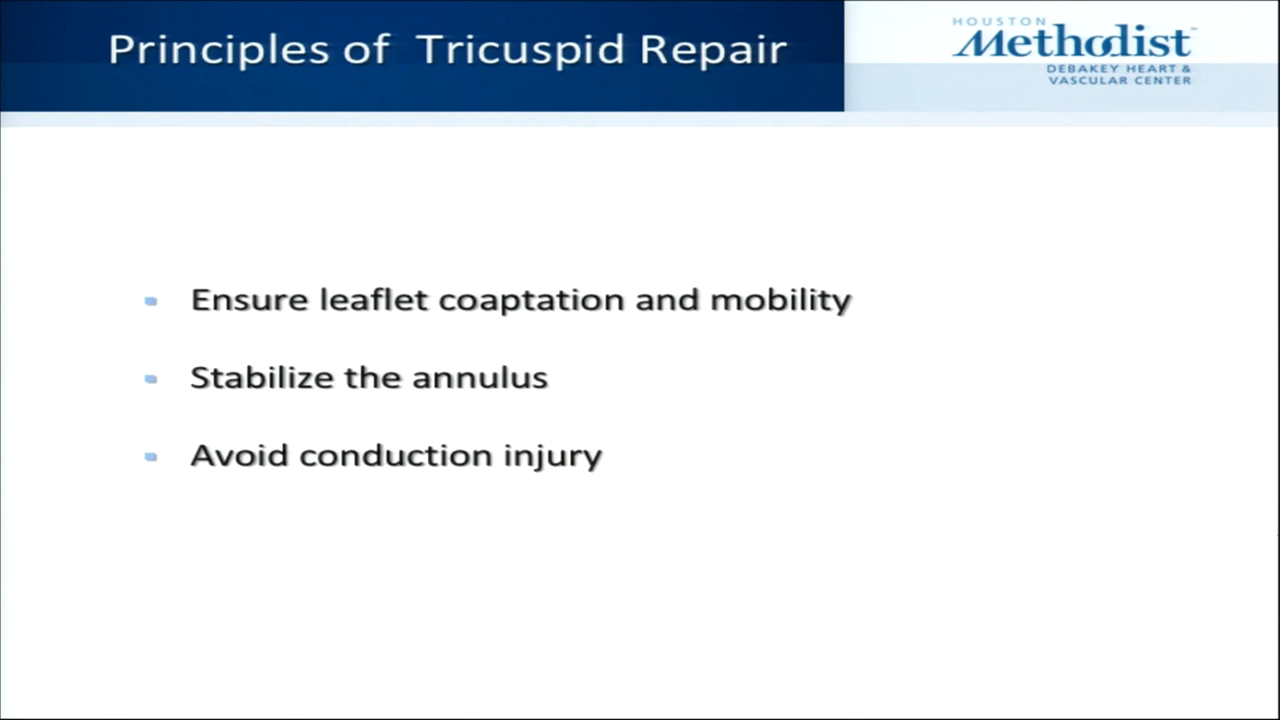 Principles of Tricuspid Repair
HOUSTON
Methodist
DEBAKEY HEART &
VASCULAR CENTER
Ensure leaflet coaptation and mobility
Stabilize the annulus
Avoid conduction injury